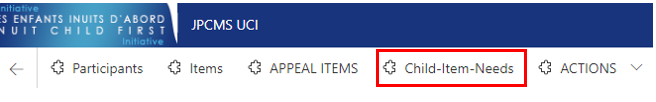 Initiative
ES ENFANTS INUITS D'ABORD
NUIT CHILD FIRST
Initiative
JPCMS UCI
Participants Items APPEAL ITEMS Child-Item-Needs ACTIONS